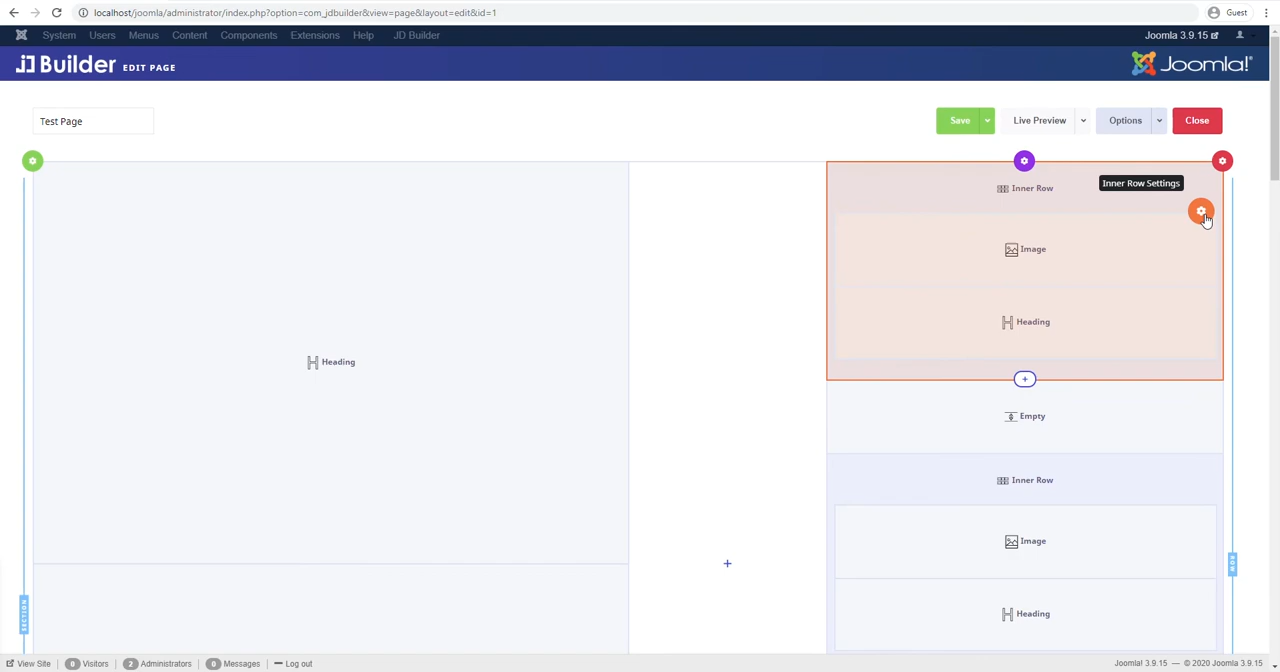 localhost/joomla/administrator/index.php?option=com_jdbuilder&view=page&layout=edit&id=1
Guest
System Users Menus Content Components Extensions Help JD Builder
Joomla 3.9.15
JD Builder EDIT PAGE
Joomla!®
Test Page
Save
Live Preview
Options
Close
Inner Row
Inner Row Settings
Image
Heading
Heading
+
Empty
Inner Row
Image
+
Heading
ROW
SECTION
View Site 0 Visitors 2 Administrators 0 Messages Log out
Joomla! 3.9.15 — © 2020 Joomla 3.9.15